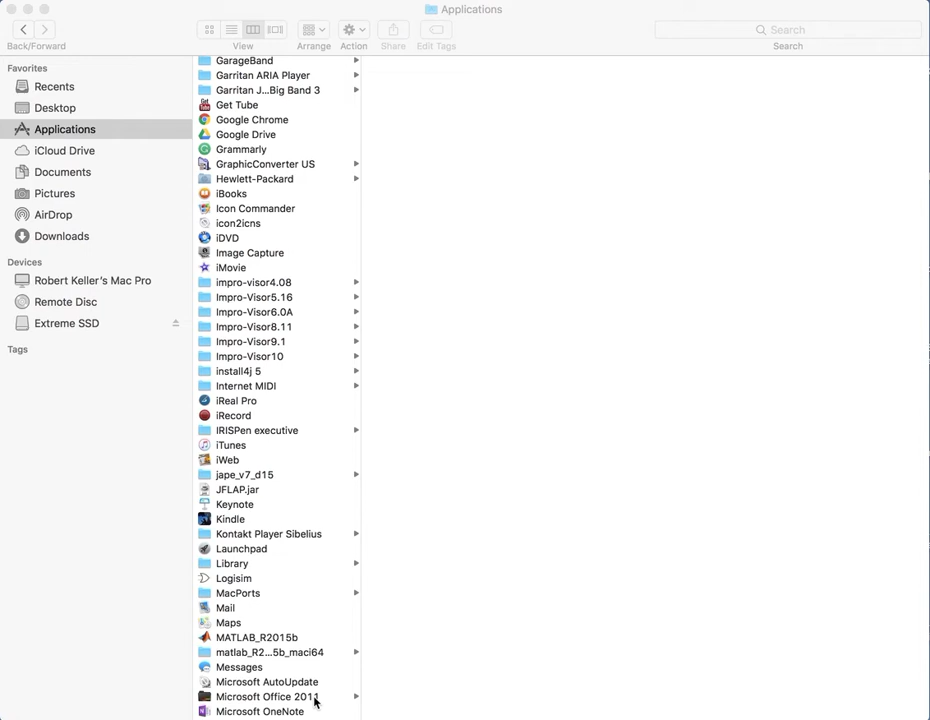 Applications
Back/Forward
View
Arrange
Action
Share
Edit Tags
Search
Search
Favorites
Recents
Desktop
Applications
iCloud Drive
Documents
Pictures
AirDrop
Downloads
Devices
Robert Keller's Mac Pro
Remote Disc
Extreme SSD
Tags
GarageBand
Garritan ARIA Player
Garritan J...Big Band 3
Get Tube
Google Chrome
Google Drive
Grammarly
GraphicConverter US
Hewlett-Packard
iBooks
Icon Commander
icon2icns
iDVD
Image Capture
iMovie
impro-visor4.08
Impro-Visor5.16
Impro-Visor6.0A
Impro-Visor8.11
Impro-Visor9.1
Impro-Visor10
install4j 5
Internet MIDI
iReal Pro
iRecord
IRISPen executive
iTunes
iWeb
jape_v7_d15
JFLAP.jar
Keynote
Kindle
Kontakt Player Sibelius
Launchpad
Library
Logisim
MacPorts
Mail
Maps
MATLAB_R2015b
matlab_R2...5b_maci64
Messages
Microsoft AutoUpdate
Microsoft Office 2011
Microsoft OneNote